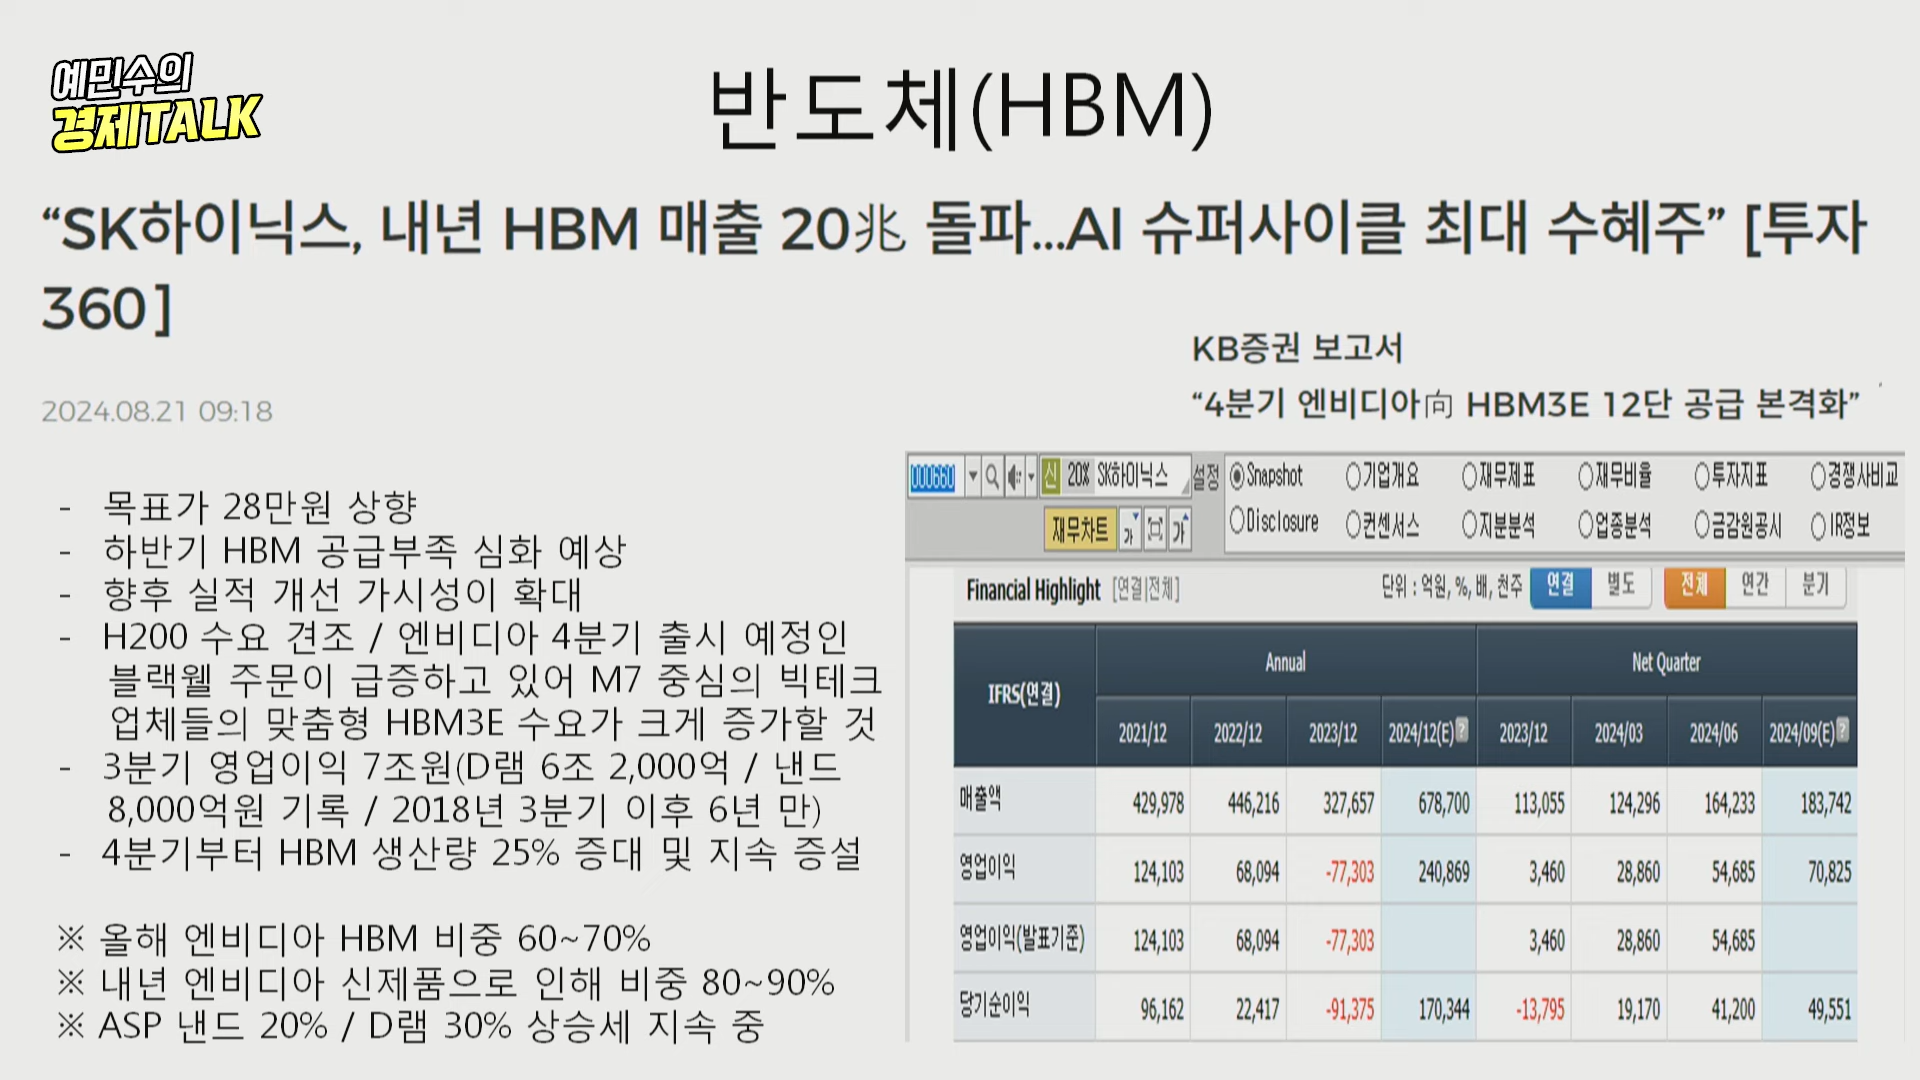 예민수의
경제TALK
반도체(HBM)
“SK하이닉스, 내년 HBM 매출 20兆 돌파...AI 슈퍼사이클 최대 수혜주” [투자
360]
KB증권 보고서
“4분기 엔비디아向 HBM3E 12단 공급 본격화”
2024.08.21 09:18
- 목표가 28만원 상향
- 하반기 HBM 공급부족 심화 예상
- 향후 실적 개선 가시성이 확대
- H200 수요 견조 / 엔비디아 4분기 출시 예정인
블랙웰 주문이 급증하고 있어 M7 중심의 빅테크
업체들의 맞춤형 HBM3E 수요가 크게 증가할 것
- 3분기 영업이익 7조원(D램 6조 2,000억 / 낸드
8,000억원 기록 / 2018년 3분기 이후 6년 만)
- 4분기부터 HBM 생산량 25% 증대 및 지속 증설
※ 올해 엔비디아 HBM 비중 60~70%
※ 내년 엔비디아 신제품으로 인해 비중 80~90%
※ ASP 낸드 20% / D램 30% 상승세 지속 중
000660 신 20% SK하이닉스 설정 Snapshot 기업개요 재무제표 재무비율 투자지표 경쟁사비교
재무차트 가 가 Disclosure 컨센서스 지분분석 업종분석 금감원공시 IR정보
Financial Highlight [연결|전체] 단위 : 억원, %, 배, 천주 연결 별도 전체 연간 분기
IFRS(연결) Annual Net Quarter
2021/12 2022/12 2023/12 2024/12(E) ? 2023/12 2024/03 2024/06 2024/09(E) ?
매출액 429,978 446,216 327,657 678,700 113,055 124,296 164,233 183,742
영업이익 124,103 68,094 -77,303 240,869 3,460 28,860 54,685 70,825
영업이익(발표기준) 124,103 68,094 -77,303 3,460 28,860 54,685
당기순이익 96,162 22,417 -91,375 170,344 -13,795 19,170 41,200 49,551